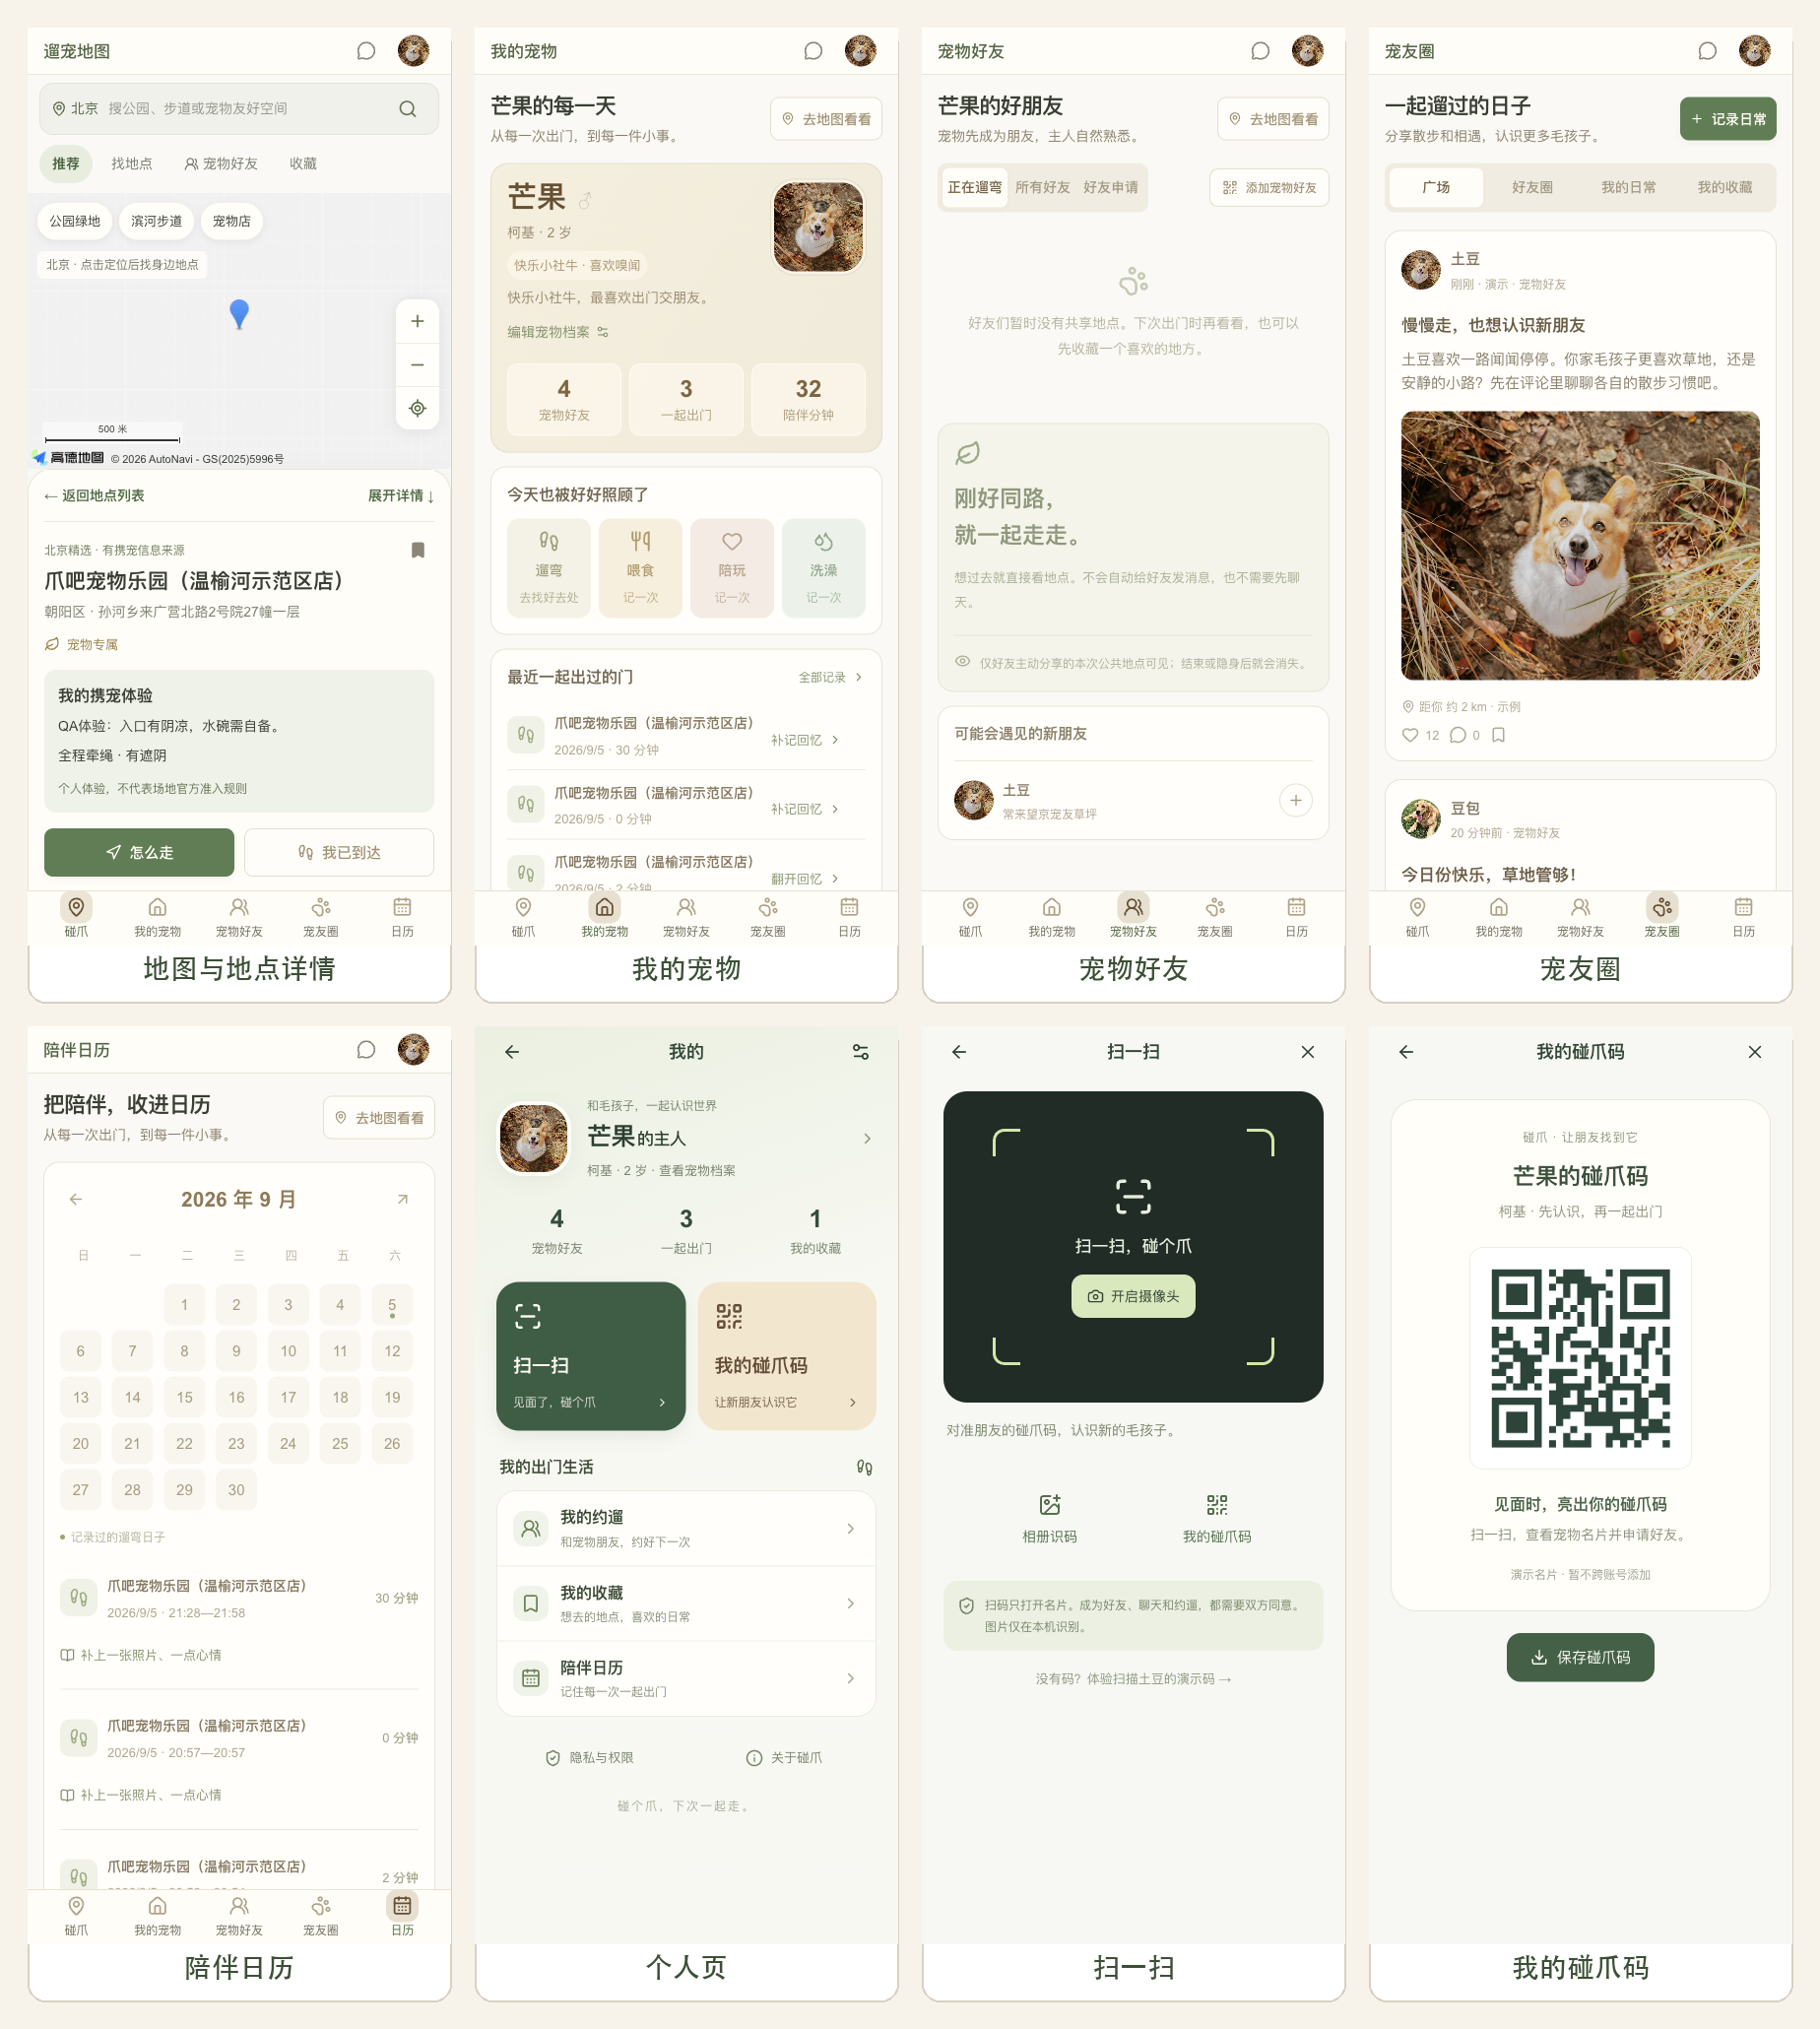 遛宠地图
北京 搜公园、步道或宠物友好空间
推荐 找地点 宠物好友 收藏
公园绿地 滨河步道 宠物店
北京 · 点击定位后找身边地点
500 米
高德地图 © 2026 AutoNavi - GS(2025)5996号
← 返回地点列表 展开详情 ↓
北京精选 · 有携宠信息来源
爪吧宠物乐园（温榆河示范区店）
朝阳区 · 孙河乡来广营北路2号院27幢一层
宠物专属
我的携宠体验
QA体验：入口有阴凉，水碗需自备。
全程牵绳 · 有遮阴
个人体验，不代表场地官方准入规则
怎么走 我已到达
碰爪 我的宠物 宠物好友 宠友圈 日历
地图与地点详情
我的宠物
芒果的每一天
从每一次出门，到每一件小事。
去地图看看
芒果 ♂
柯基 · 2 岁
快乐小社牛 · 喜欢嗅闻
快乐小社牛，最喜欢出门交朋友。
编辑宠物档案
4 3 32
宠物好友 一起出门 陪伴分钟
今天也被好好照顾了
遛弯 喂食 陪玩 洗澡
去找好去处 记一次 记一次 记一次
最近一起出过的门 全部记录
爪吧宠物乐园（温榆河示范区店）
2026/9/5 · 30 分钟
补记回忆
爪吧宠物乐园（温榆河示范区店）
2026/9/5 · 0 分钟
补记回忆
爪吧宠物乐园（温榆河示范区店）
2026/9/5 · 2 分钟
翻开回忆
碰爪 我的宠物 宠物好友 宠友圈 日历
我的宠物
宠物好友
芒果的好朋友
宠物先成为朋友，主人自然熟悉。
去地图看看
正在遛弯 所有好友 好友申请 添加宠物好友
好友们暂时没有共享地点。下次出门时再看看，也可以
先收藏一个喜欢的地方。
刚好同路，
就一起走走。
想过去就直接看地点。不会自动给好友发消息，也不需要先聊
天。
仅好友主动分享的本次公共地点可见；结束或隐身后就会消失。
可能会遇见的新朋友
土豆
常来望京宠友草坪
碰爪 我的宠物 宠物好友 宠友圈 日历
宠物好友
宠友圈
一起遛过的日子
分享散步和相遇，认识更多毛孩子。
+ 记录日常
广场 好友圈 我的日常 我的收藏
土豆
刚刚 · 演示 · 宠物好友
慢慢走，也想认识新朋友
土豆喜欢一路闻闻停停。你家毛孩子更喜欢草地，还是
安静的小路？先在评论里聊聊各自的散步习惯吧。
距你 约 2 km · 示例
12 0
豆包
20 分钟前 · 宠物好友
今日份快乐，草地管够！
碰爪 我的宠物 宠物好友 宠友圈 日历
宠友圈
陪伴日历
把陪伴，收进日历
从每一次出门，到每一件小事。
去地图看看
2026 年 9 月
日 一 二 三 四 五 六
1 2 3 4 5
6 7 8 9 10 11 12
13 14 15 16 17 18 19
20 21 22 23 24 25 26
27 28 29 30
记录过的遛弯日子
爪吧宠物乐园（温榆河示范区店）
2026/9/5 · 21:28—21:58
30 分钟
补上一张照片、一点心情
爪吧宠物乐园（温榆河示范区店）
2026/9/5 · 20:57—20:57
0 分钟
补上一张照片、一点心情
爪吧宠物乐园（温榆河示范区店）
2 分钟
碰爪 我的宠物 宠物好友 宠友圈 日历
陪伴日历
我的
和毛孩子，一起认识世界
芒果的主人
柯基 · 2 岁 · 查看宠物档案
4 3 1
宠物好友 一起出门 我的收藏
扫一扫
见面了，碰个爪
我的碰爪码
让新朋友认识它
我的出门生活
我的约遛
和宠物朋友，约好下一次
我的收藏
想去的地点，喜欢的日常
陪伴日历
记住每一次一起出门
隐私与权限 关于碰爪
碰个爪，下次一起走。
个人页
扫一扫
扫一扫，碰个爪
开启摄像头
对准朋友的碰爪码，认识新的毛孩子。
相册识码 我的碰爪码
扫码只打开名片。成为好友、聊天和约遛，都需要双方同意。
图片仅在本机识别。
没有码？体验扫描土豆的演示码 →
扫一扫
我的碰爪码
碰爪 · 让朋友找到它
芒果的碰爪码
柯基 · 先认识，再一起出门
见面时，亮出你的碰爪码
扫一扫，查看宠物名片并申请好友。
演示名片 · 暂不跨账号添加
保存碰爪码
我的碰爪码